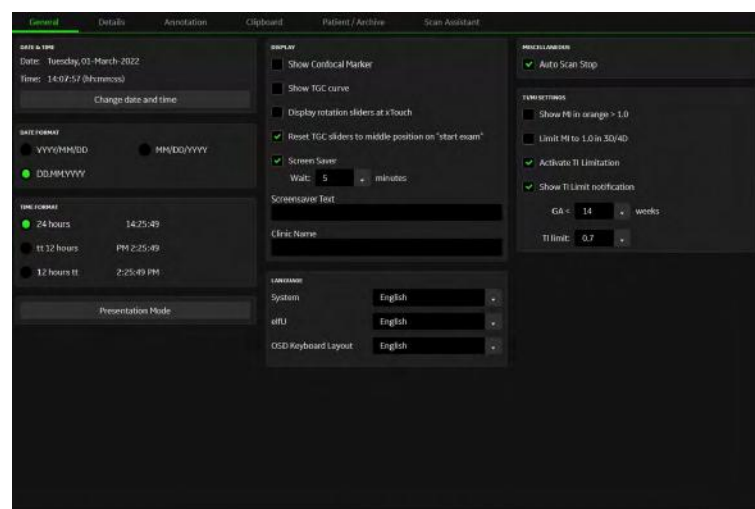 General Details Annotation Clipboard Patient / Archive Scan Assistant
DATE & TIME
Date: Tuesday, 01-March-2022
Time: 14:07:57 (hh:mm:ss)
Change date and time
DATE FORMAT
YYYY/MM/DD MM/DD/YYYY
DD.MM.YYYY
TIME FORMAT
24 hours 14:25:49
tt 12 hours PM 2:25:49
12 hours tt 2:25:49 PM
Presentation Mode
DISPLAY
Show Confocal Marker
Show TGC curve
Display rotation sliders at xTouch
Reset TGC sliders to middle position on "start exam"
Screen Saver
Wait: 5 minutes
Screensaver Text
Clinic Name
LANGUAGE
System English
eIFU English
OSD Keyboard Layout English
MISCELLANEOUS
Auto Scan Stop
TI/MI SETTINGS
Show MI in orange > 1.0
Limit MI to 1.0 in 3D/4D
Activate TI Limitation
Show TI Limit notification
GA < 14 weeks
TI limit: 0.7